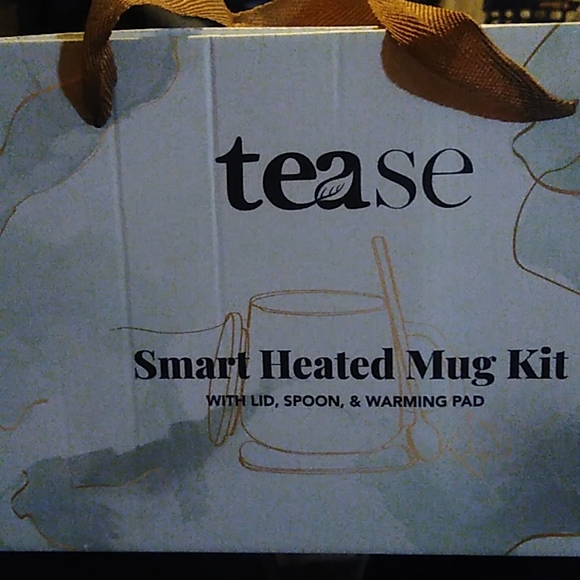 tease
Smart Heated Mug Kit
WITH LID, SPOON, & WARMING PAD